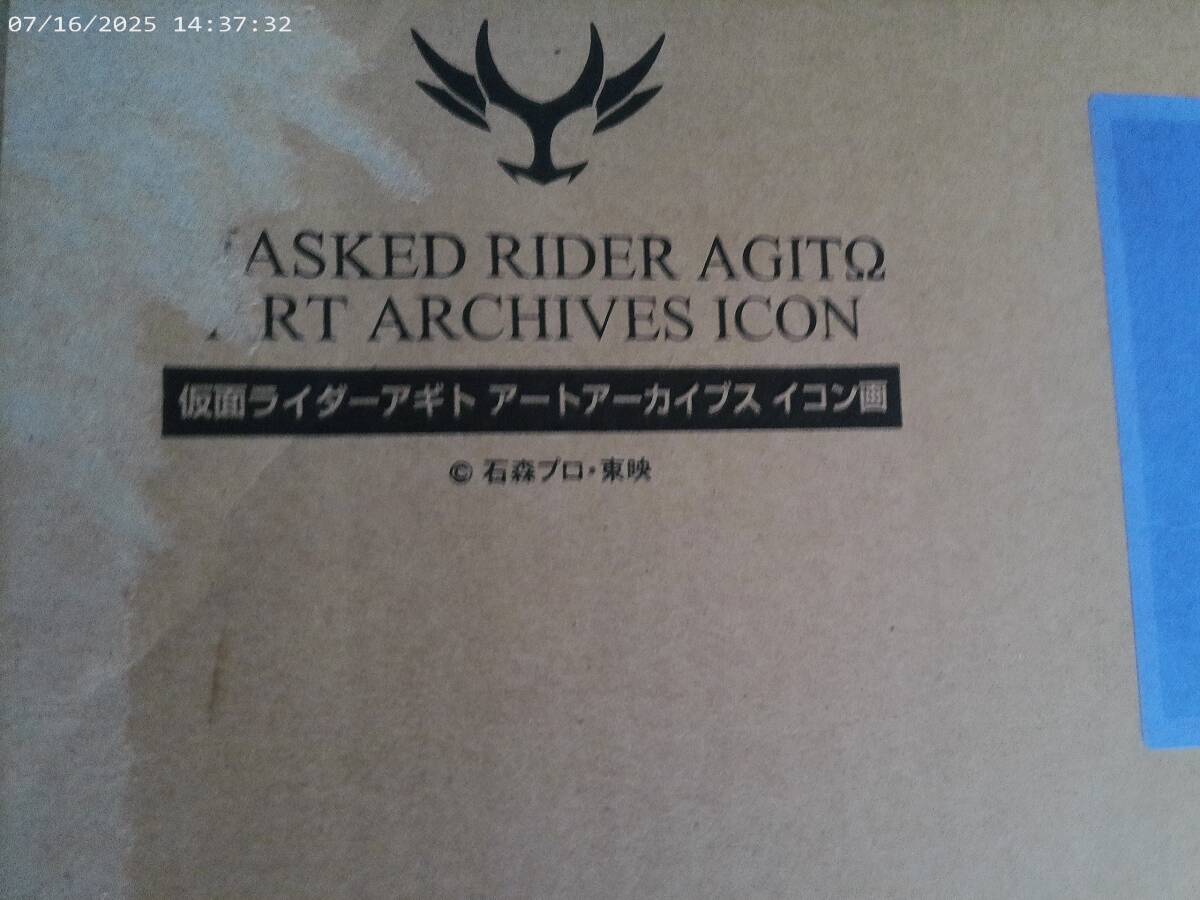 07/16/2025 14:37:32
ASKED RIDER AGITΩ
RT ARCHIVES ICON
仮面ライダーアギト アートアーカイブス イコン画
© 石森プロ・東映